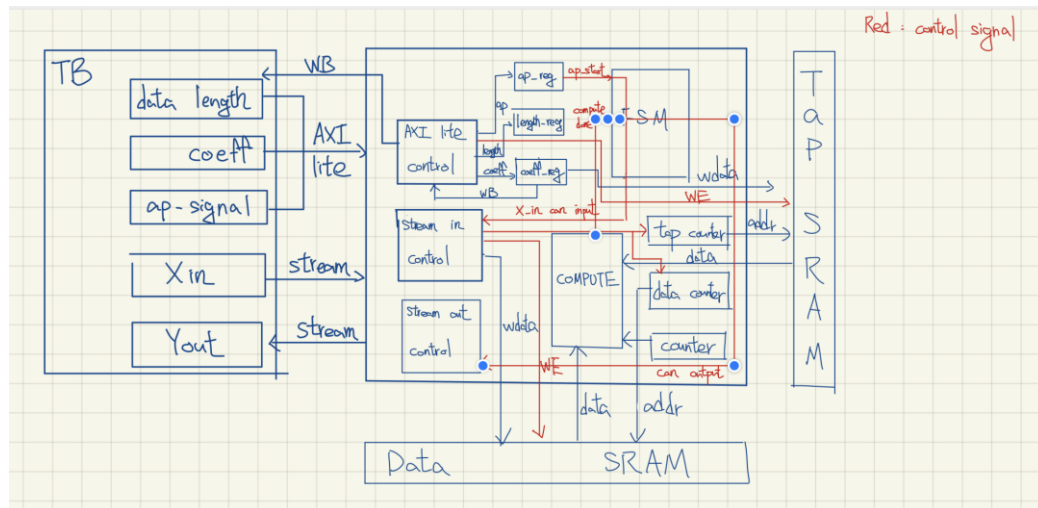 Red : control signal
TB
data length
coeff
ap-signal
Xin
Yout
WB
AXI
lite
stream
stream
AXI lite
control
ap
length
coeff
WB
ap_reg
length_reg
coeff_reg
ap_start
compute
done
SM
wdata
WE
X_in can input
stream in
control
stream out
control
COMPUTE
tap counter
addr
data
data counter
counter
can output
wdata
WE
data
addr
Data SRAM
TaP
SRAM